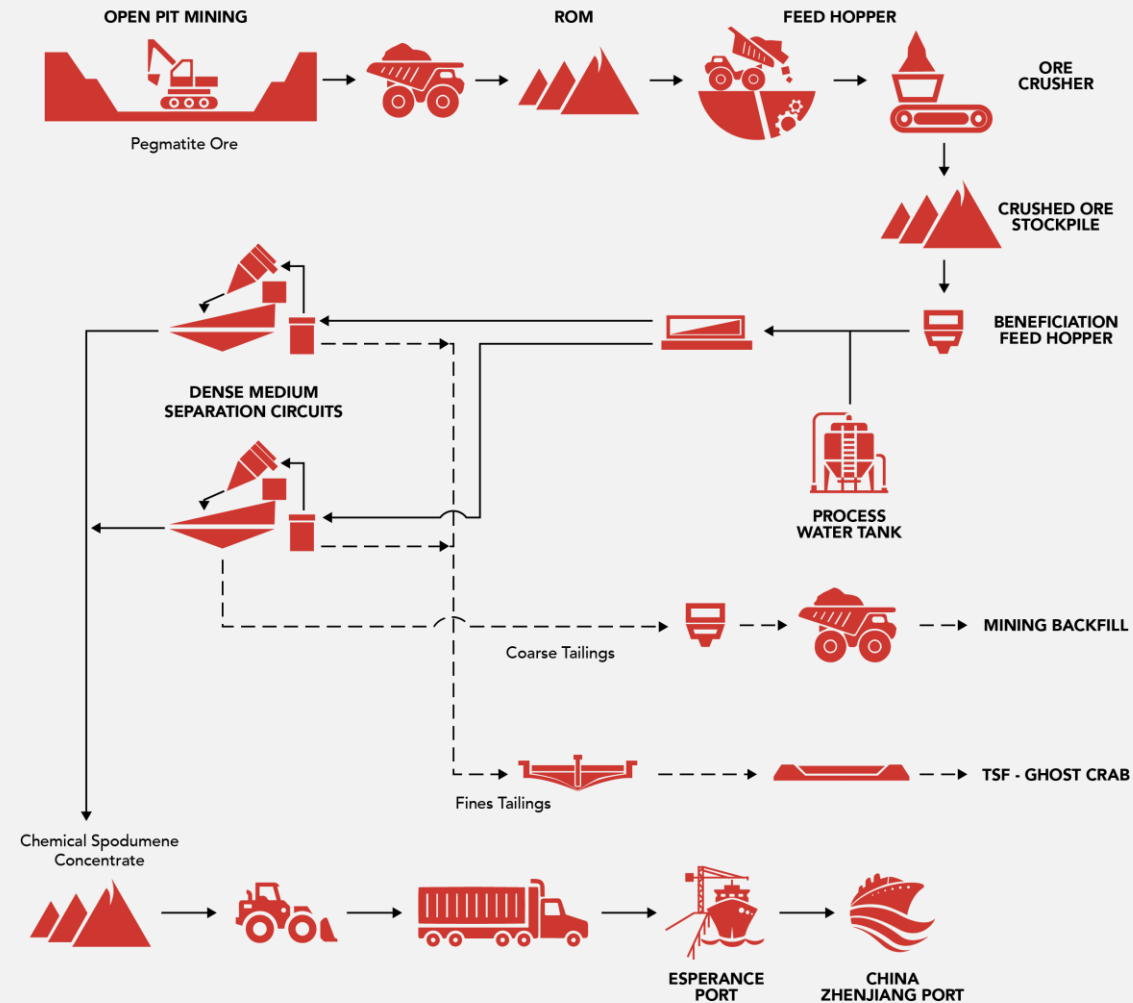 OPEN PIT MINING
ROM
FEED HOPPER
ORE
CRUSHER
Pegmatite Ore
CRUSHED ORE
STOCKPILE
BENEFICIATION
FEED HOPPER
DENSE MEDIUM
SEPARATION CIRCUITS
PROCESS
WATER TANK
MINING BACKFILL
Coarse Tailings
TSF - GHOST CRAB
Fines Tailings
Chemical Spodumene
Concentrate
ESPERANCE
PORT
CHINA
ZHENJIANG PORT